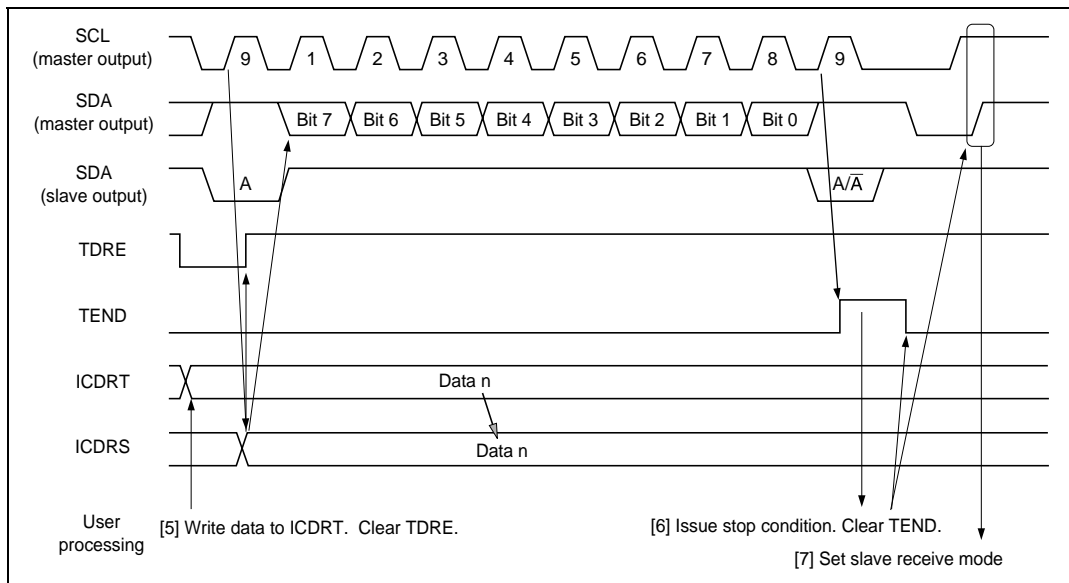 SCL
(master output)
9 1 2 3 4 5 6 7 8 9
SDA
(master output)
Bit 7 Bit 6 Bit 5 Bit 4 Bit 3 Bit 2 Bit 1 Bit 0
SDA
(slave output)
A A/A̅
TDRE
TEND
ICDRT
Data n
ICDRS
Data n
User
processing
[5] Write data to ICDRT. Clear TDRE.
[6] Issue stop condition. Clear TEND.
[7] Set slave receive mode